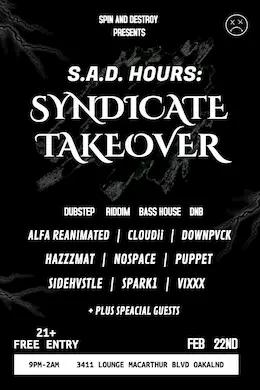 SPIN AND DESTROY
PRESENTS
S.A.D. HOURS:
SYNDICATE
TAKEOVER
DUBSTEP RIDDIM BASS HOUSE DNB
ALFA REANIMATED | CLOUDii | DOWNPVCK
HAZZZMAT | NOSPACE | PUPPET
SIDEHVSTLE | SPARK1 | VIXXX
+ PLUS SPEACIAL GUESTS
21+
FREE ENTRY
FEB 22ND
9PM-2AM 3411 LOUNGE MACARTHUR BLVD OAKALND